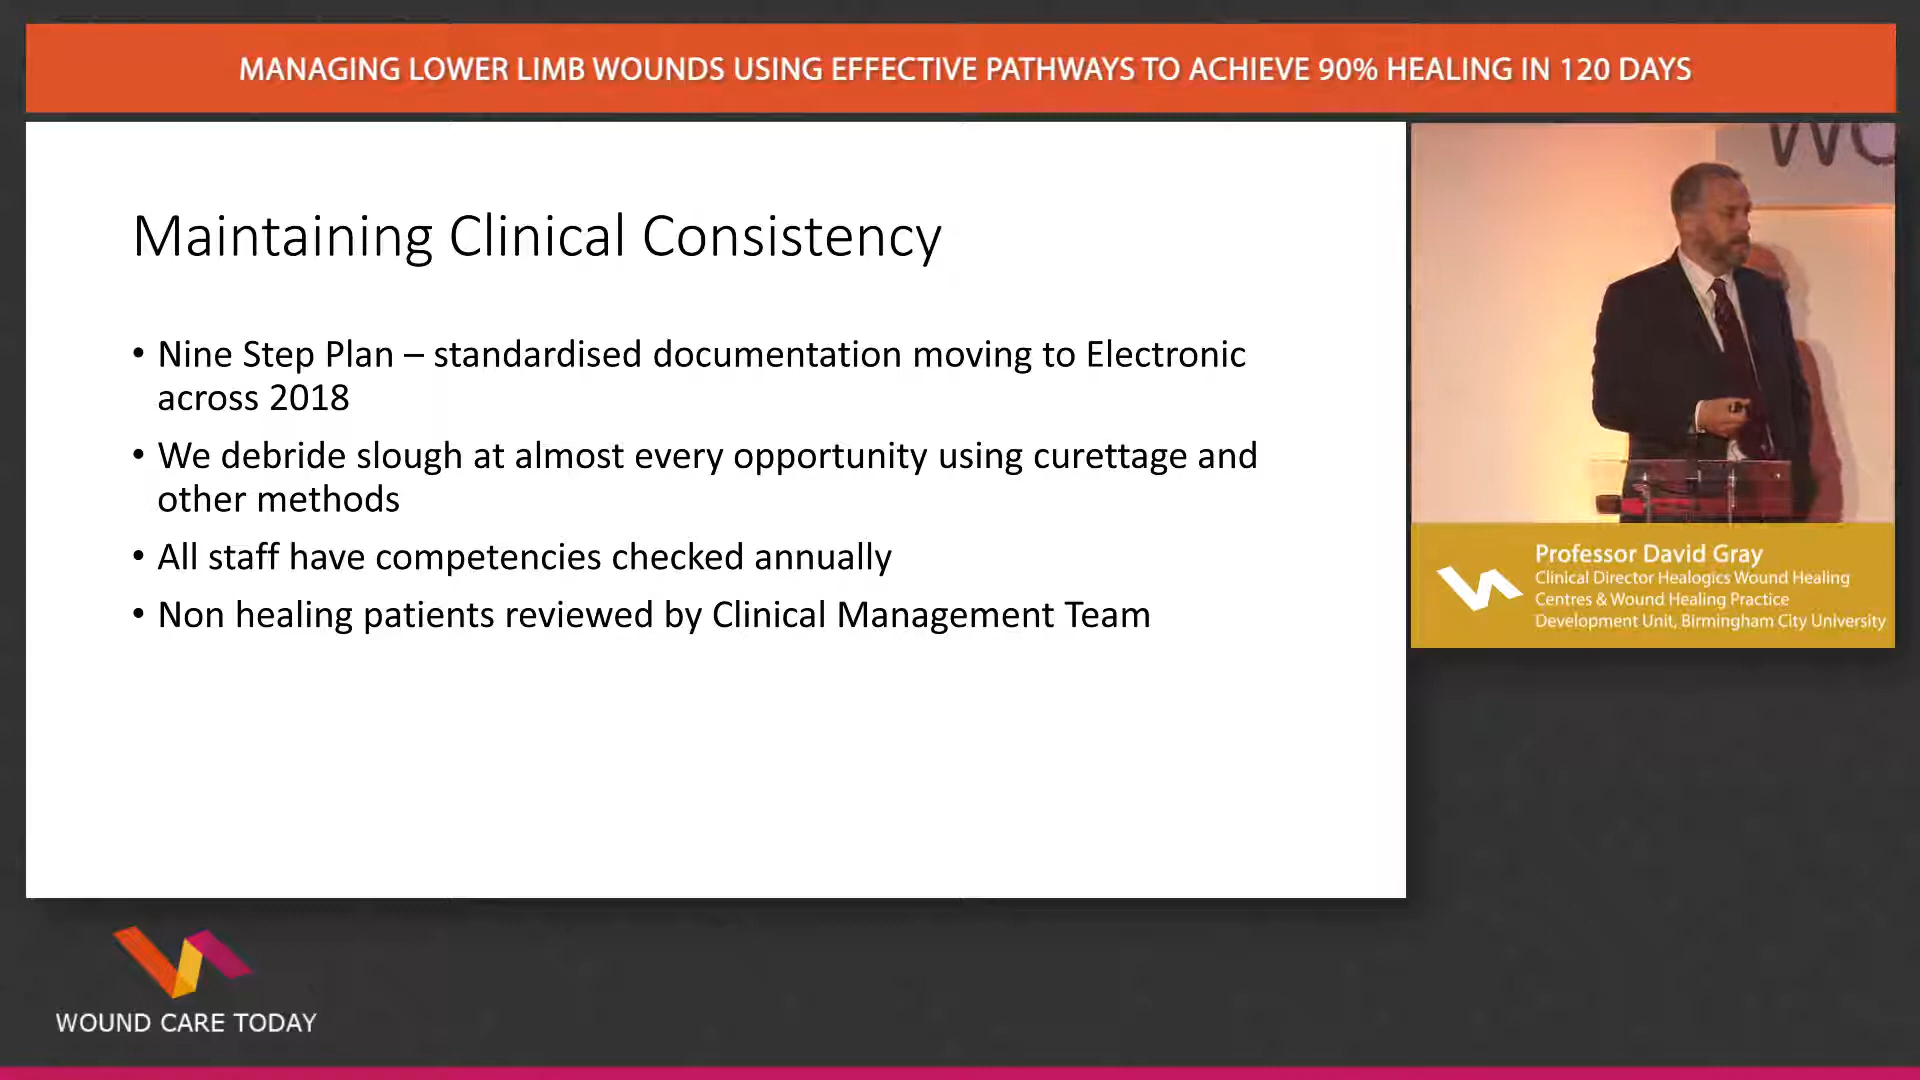 MANAGING LOWER LIMB WOUNDS USING EFFECTIVE PATHWAYS TO ACHIEVE 90% HEALING IN 120 DAYS
Maintaining Clinical Consistency
• Nine Step Plan – standardised documentation moving to Electronic
across 2018
• We debride slough at almost every opportunity using curettage and
other methods
• All staff have competencies checked annually
• Non healing patients reviewed by Clinical Management Team
WO
Professor David Gray
Clinical Director Healogics Wound Healing
Centres & Wound Healing Practice
Development Unit, Birmingham City University
WOUND CARE TODAY